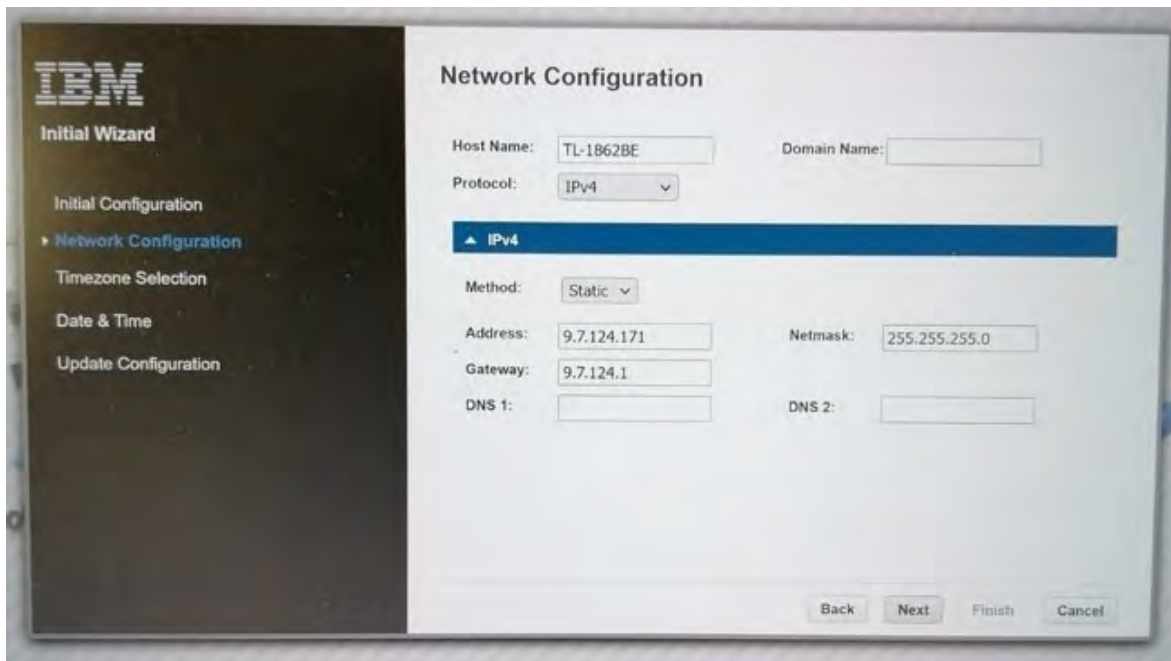 IBM
Initial Wizard
Initial Configuration
Network Configuration
Timezone Selection
Date & Time
Update Configuration
Network Configuration
Host Name: TL-1862BE Domain Name:
Protocol: IPv4
IPv4
Method: Static
Address: 9.7.124.171 Netmask: 255.255.255.0
Gateway: 9.7.124.1
DNS 1: DNS 2:
Back Next Finish Cancel